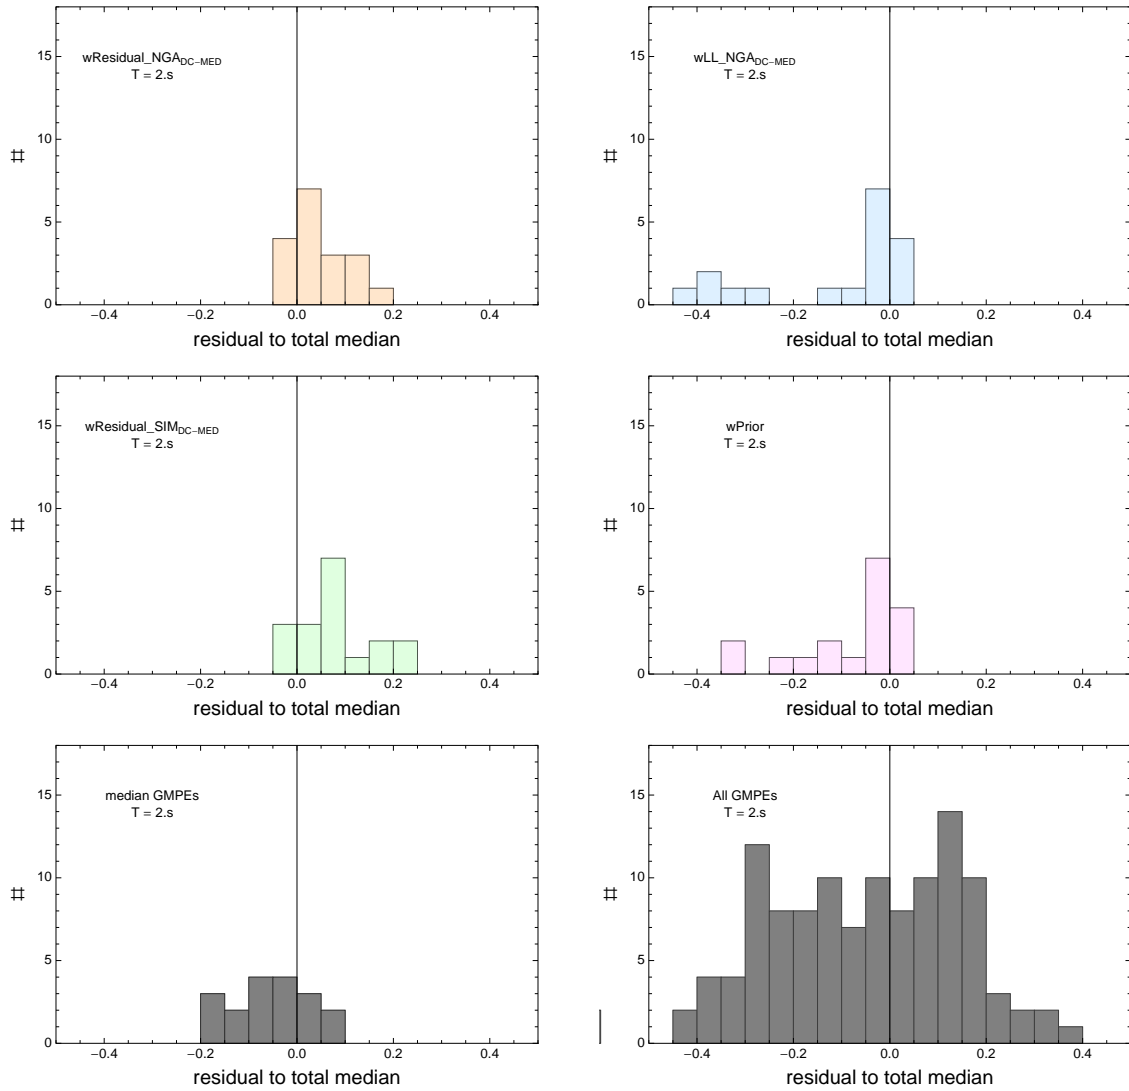 wResidual_NGA_DC−MED
T = 2.s
15
10
5
0
#
−0.4 −0.2 0.0 0.2 0.4
residual to total median
wLL_NGA_DC−MED
T = 2.s
15
10
5
0
#
−0.4 −0.2 0.0 0.2 0.4
residual to total median
wResidual_SIM_DC−MED
T = 2.s
15
10
5
0
#
−0.4 −0.2 0.0 0.2 0.4
residual to total median
wPrior
T = 2.s
15
10
5
0
#
−0.4 −0.2 0.0 0.2 0.4
residual to total median
median GMPEs
T = 2.s
15
10
5
0
#
−0.4 −0.2 0.0 0.2 0.4
residual to total median
All GMPEs
T = 2.s
15
10
5
0
#
−0.4 −0.2 0.0 0.2 0.4
residual to total median